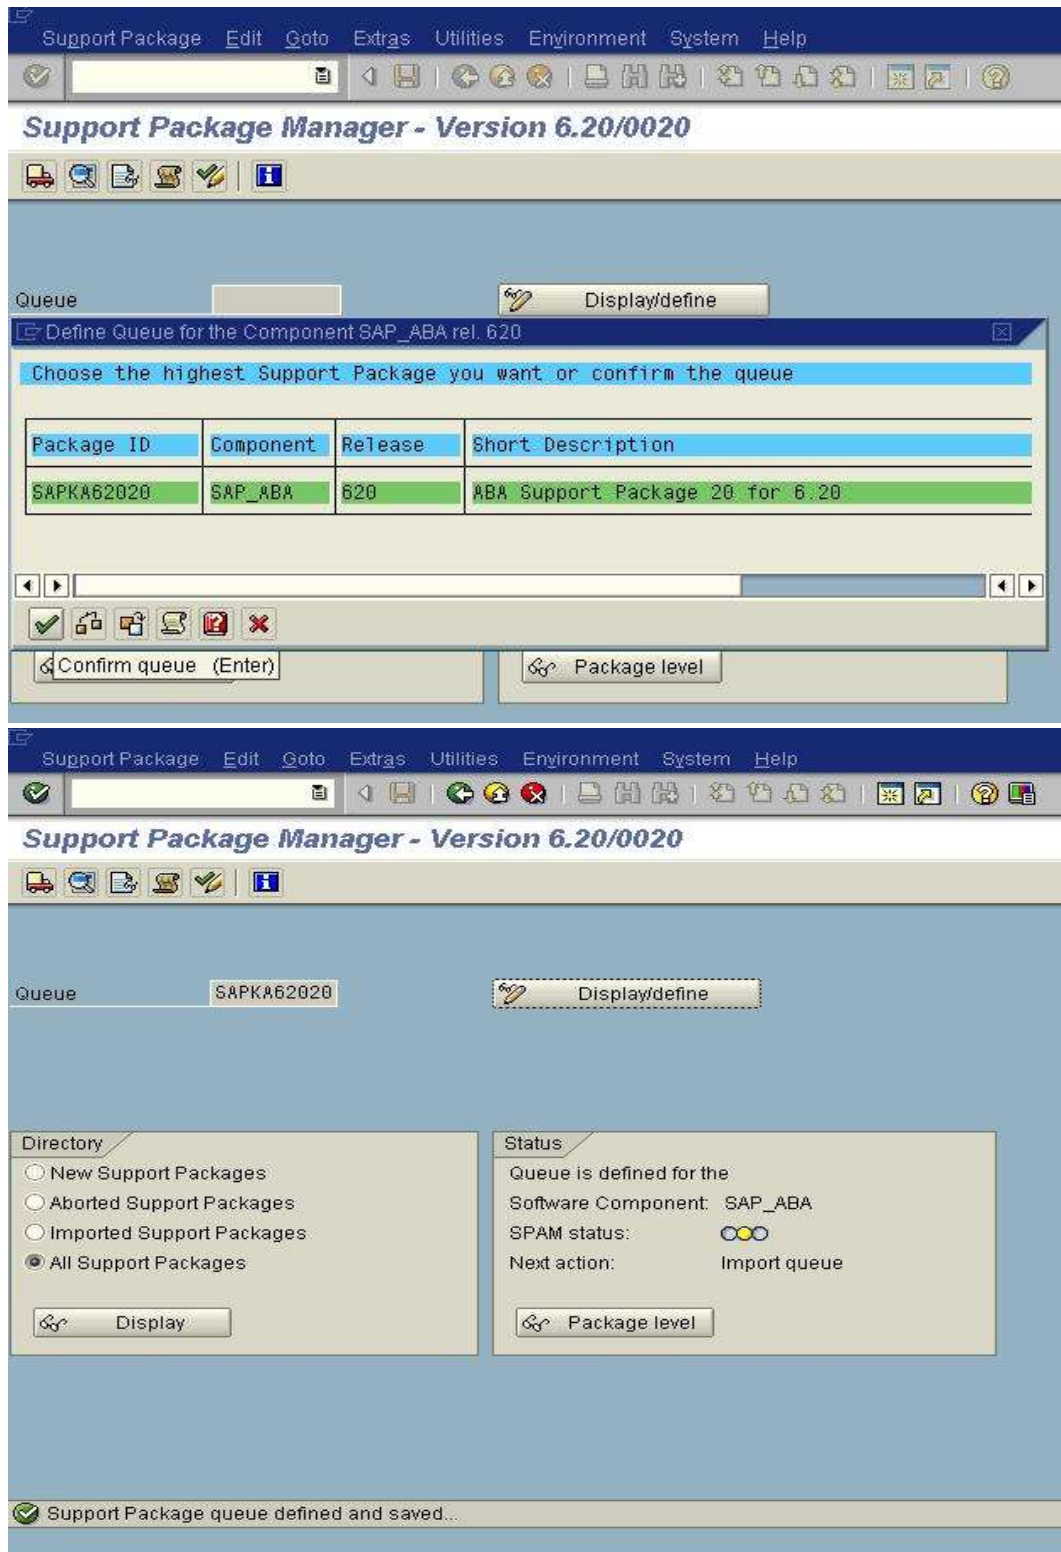 Support Package Edit Goto Extras Utilities Environment System Help
Support Package Manager - Version 6.20/0020
Queue Display/define
Define Queue for the Component SAP_ABA rel. 620
Choose the highest Support Package you want or confirm the queue
Package ID Component Release Short Description
SAPKA62020 SAP_ABA 620 ABA Support Package 20 for 6.20
Confirm queue (Enter) Package level
Support Package Edit Goto Extras Utilities Environment System Help
Support Package Manager - Version 6.20/0020
Queue SAPKA62020 Display/define
Directory Status
New Support Packages Queue is defined for the
Aborted Support Packages Software Component: SAP_ABA
Imported Support Packages SPAM status:
All Support Packages Next action: Import queue
Display Package level
Support Package queue defined and saved...